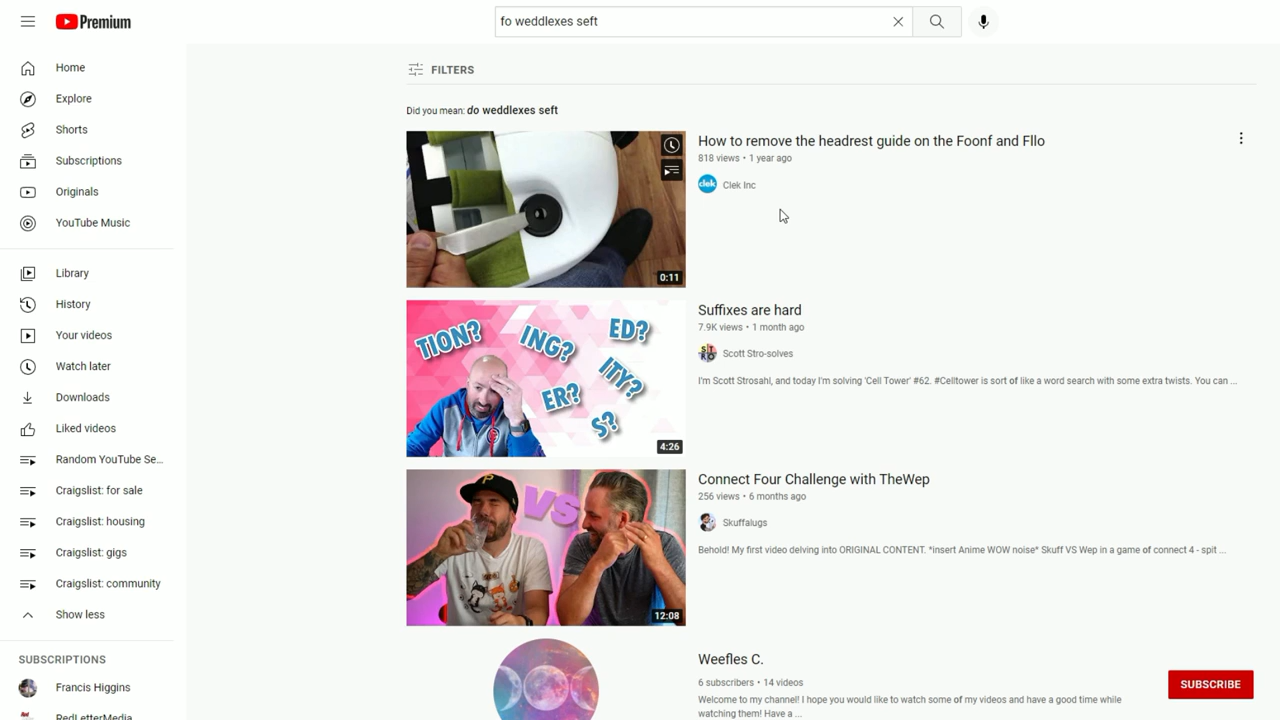 Premium
fo weddlexes seft
Home
Explore
Shorts
Subscriptions
Originals
YouTube Music
Library
History
Your videos
Watch later
Downloads
Liked videos
Random YouTube Se...
Craigslist: for sale
Craigslist: housing
Craigslist: gigs
Craigslist: community
Show less
SUBSCRIPTIONS
Francis Higgins
RedLetterMedia
FILTERS
Did you mean: do weddlexes seft
0:11
How to remove the headrest guide on the Foonf and Fllo
818 views • 1 year ago
clek
Clek Inc
TION?
ING?
ED?
ITY?
ER?
S?
4:26
Suffixes are hard
7.9K views • 1 month ago
Scott Stro-solves
I'm Scott Strosahl, and today I'm solving 'Cell Tower' #62. #Celltower is sort of like a word search with some extra twists. You can ...
VS
12:08
Connect Four Challenge with TheWep
256 views • 6 months ago
Skuffalugs
Behold! My first video delving into ORIGINAL CONTENT. *insert Anime WOW noise* Skuff VS Wep in a game of connect 4 - spit ...
Weefles C.
6 subscribers • 14 videos
Welcome to my channel! I hope you would like to watch some of my videos and have a good time while
watching them! Have a ...
SUBSCRIBE